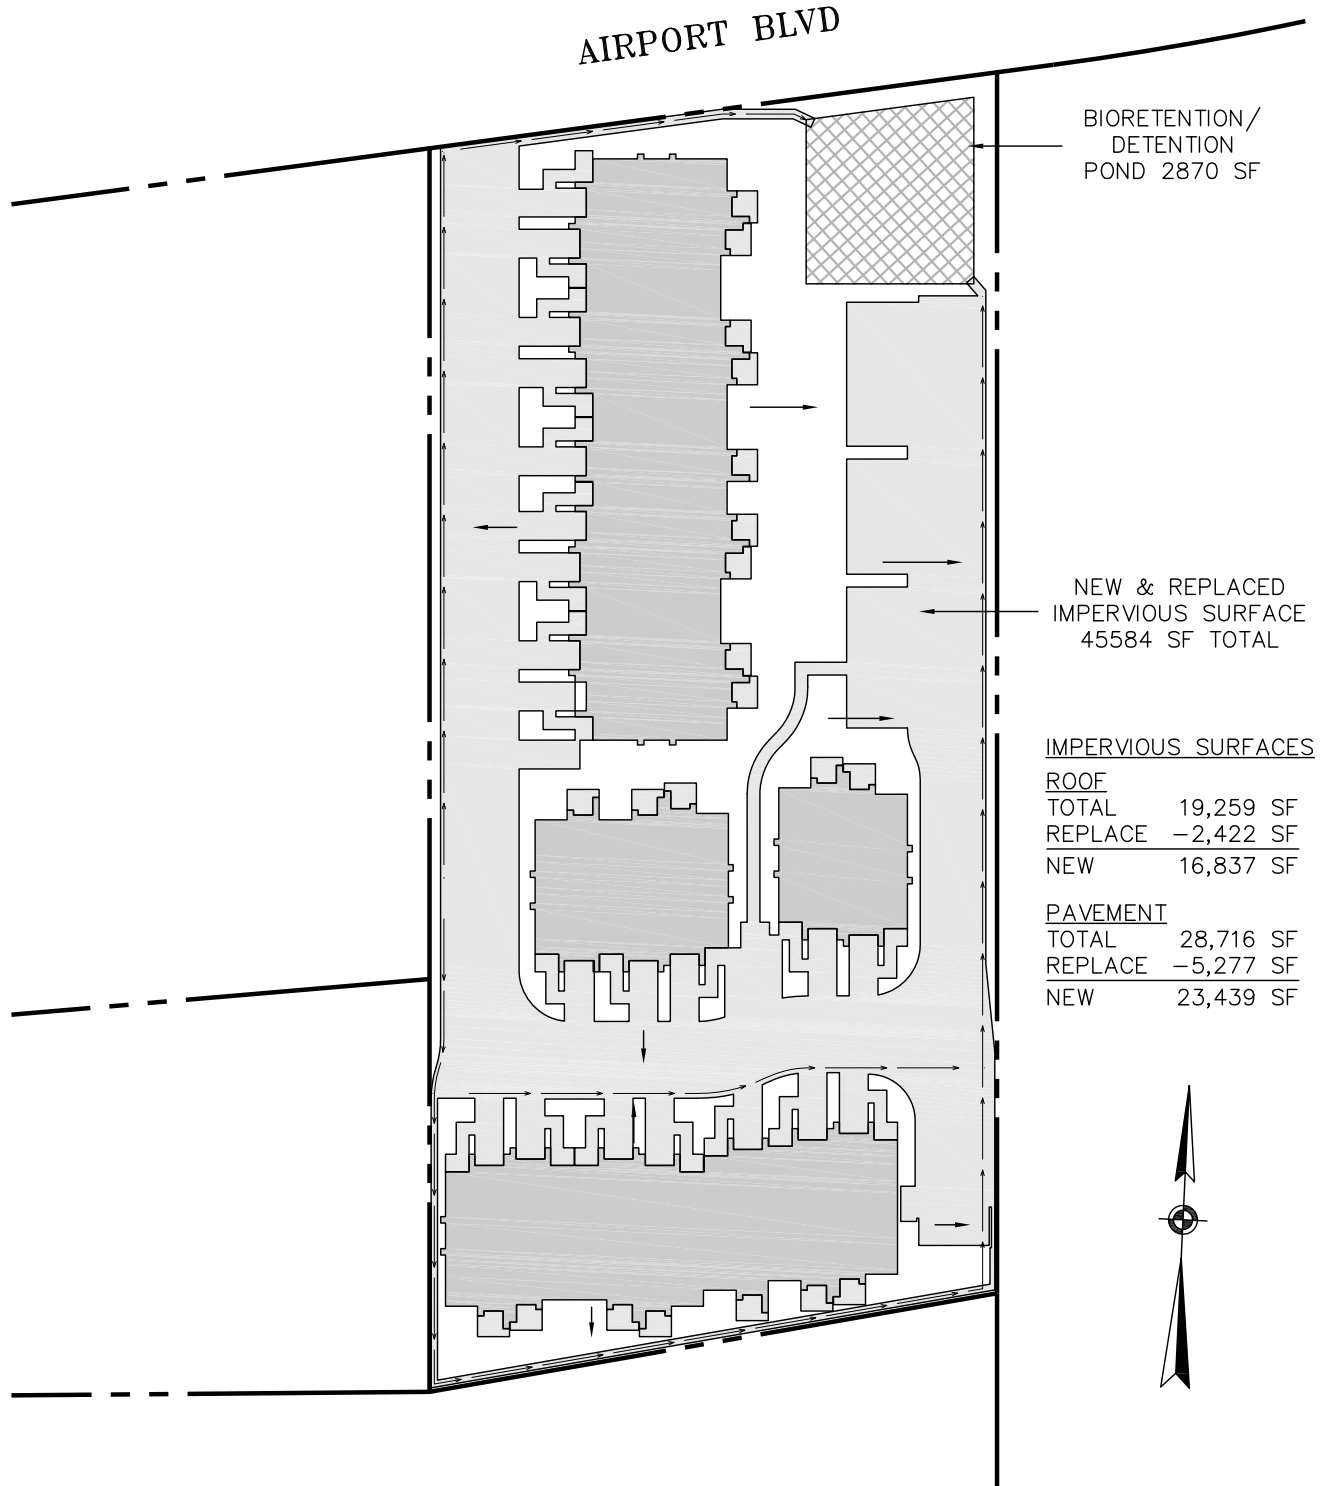 AIRPORT BLVD
BIORETENTION/
DETENTION
POND 2870 SF
NEW & REPLACED
IMPERVIOUS SURFACE
45584 SF TOTAL
IMPERVIOUS SURFACES
ROOF
TOTAL 19,259 SF
REPLACE -2,422 SF
NEW 16,837 SF
PAVEMENT
TOTAL 28,716 SF
REPLACE -5,277 SF
NEW 23,439 SF